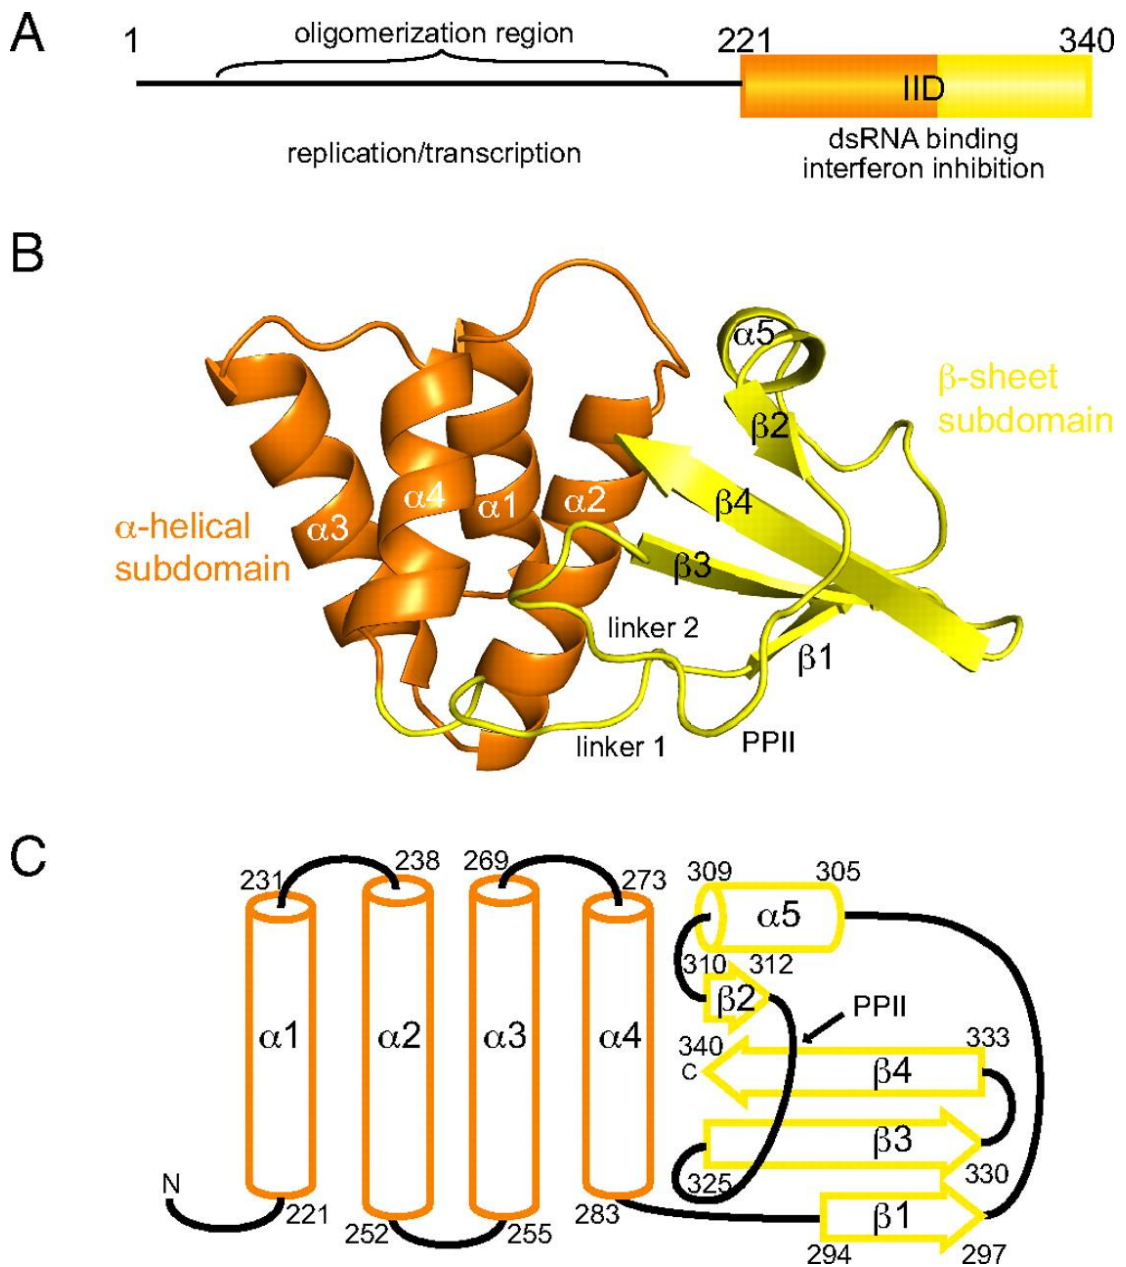 A
1
oligomerization region
221
340
IID
replication/transcription
dsRNA binding
interferon inhibition
B
α5
β-sheet
subdomain
β2
α4
α1
α2
β4
α3
α-helical
subdomain
β3
linker 2
β1
linker 1
PPII
C
231
238
269
273
309
305
α5
310
312
β2
PPII
α1
α2
α3
α4
340
333
C
β4
β3
N
325
330
221
252
255
283
β1
294
297